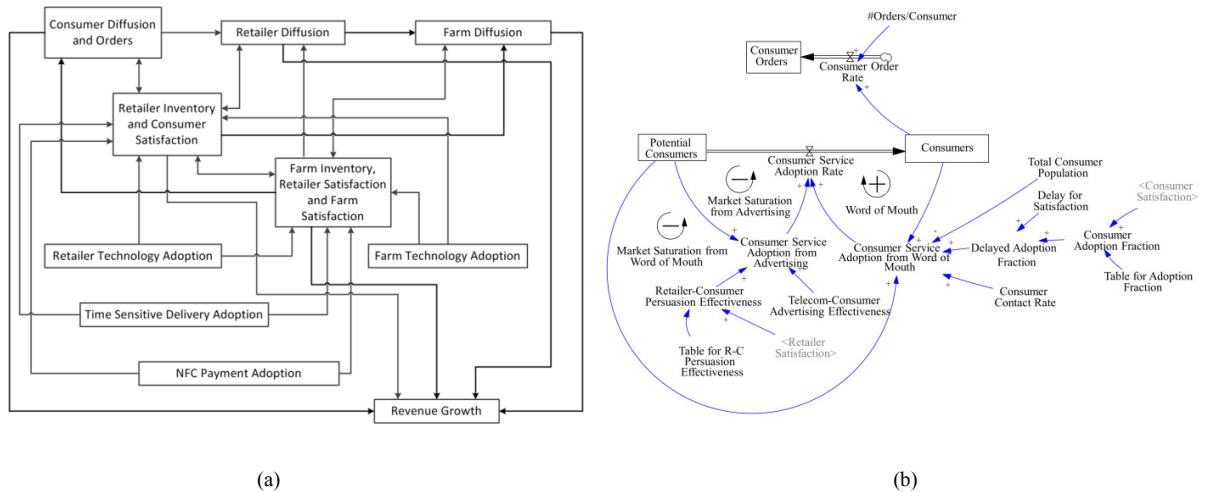 Consumer Diffusion
and Orders
Retailer Diffusion
Farm Diffusion
Retailer Inventory
and Consumer
Satisfaction
Farm Inventory,
Retailer Satisfaction
and Farm
Satisfaction
Retailer Technology Adoption
Farm Technology Adoption
Time Sensitive Delivery Adoption
NFC Payment Adoption
Revenue Growth
(a)
#Orders/Consumer
Consumer
Orders
Consumer Order
Rate
Potential
Consumers
Consumers
Consumer Service
Adoption Rate
Market Saturation
from Advertising
Word of Mouth
Total Consumer
Population
<Consumer
Satisfaction>
Delay for
Satisfaction
Market Saturation from
Word of Mouth
Consumer Service
Adoption from
Advertising
Consumer Service
Adoption from Word of
Mouth
Delayed Adoption
Fraction
Consumer
Adoption Fraction
Table for Adoption
Fraction
Retailer-Consumer
Persuasion Effectiveness
Telecom-Consumer
Advertising Effectiveness
Consumer
Contact Rate
Table for R-C
Persuasion
Effectiveness
<Retailer
Satisfaction>
(b)